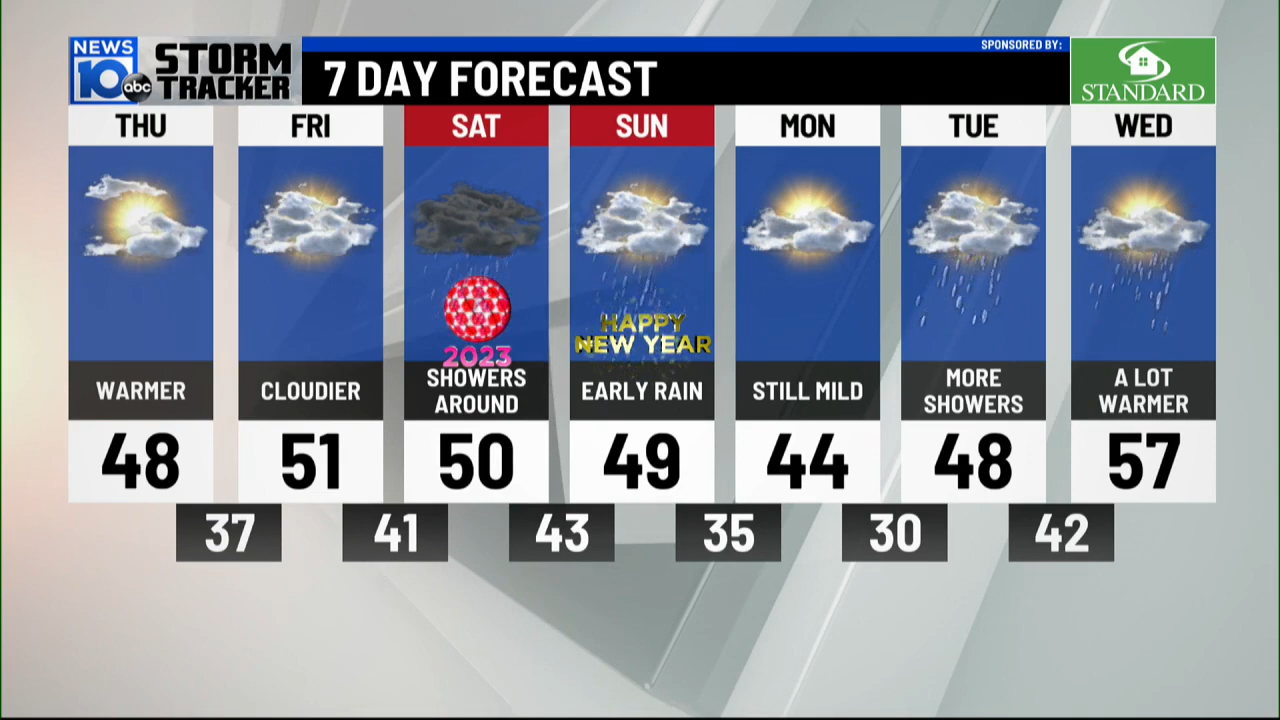 NEWS
10
abc
STORM
TRACKER
7 DAY FORECAST
SPONSORED BY:
STANDARD
THU
FRI
SAT
SUN
MON
TUE
WED
2023
HAPPY
NEW YEAR
WARMER
CLOUDIER
SHOWERS
AROUND
EARLY RAIN
STILL MILD
MORE
SHOWERS
A LOT
WARMER
48
51
50
49
44
48
57
37
41
43
35
30
42